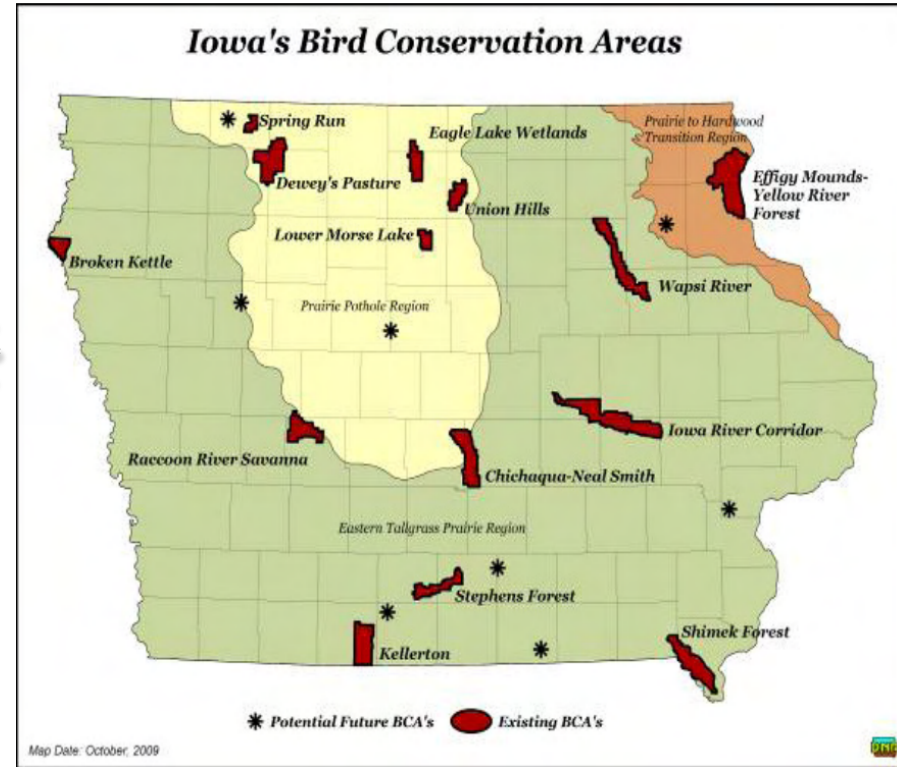 Iowa's Bird Conservation Areas
Spring Run
Eagle Lake Wetlands
Prairie to Hardwood
Transition Region
Dewey's Pasture
Effigy Mounds-
Yellow River
Forest
Union Hills
Lower Morse Lake
Broken Kettle
Wapsi River
Prairie Pothole Region
Iowa River Corridor
Raccoon River Savanna
Chichaqua-Neal Smith
Eastern Tallgrass Prairie Region
Stephens Forest
Shimek Forest
Kellerton
Potential Future BCA's
Existing BCA's
Map Date: October, 2009
DNR